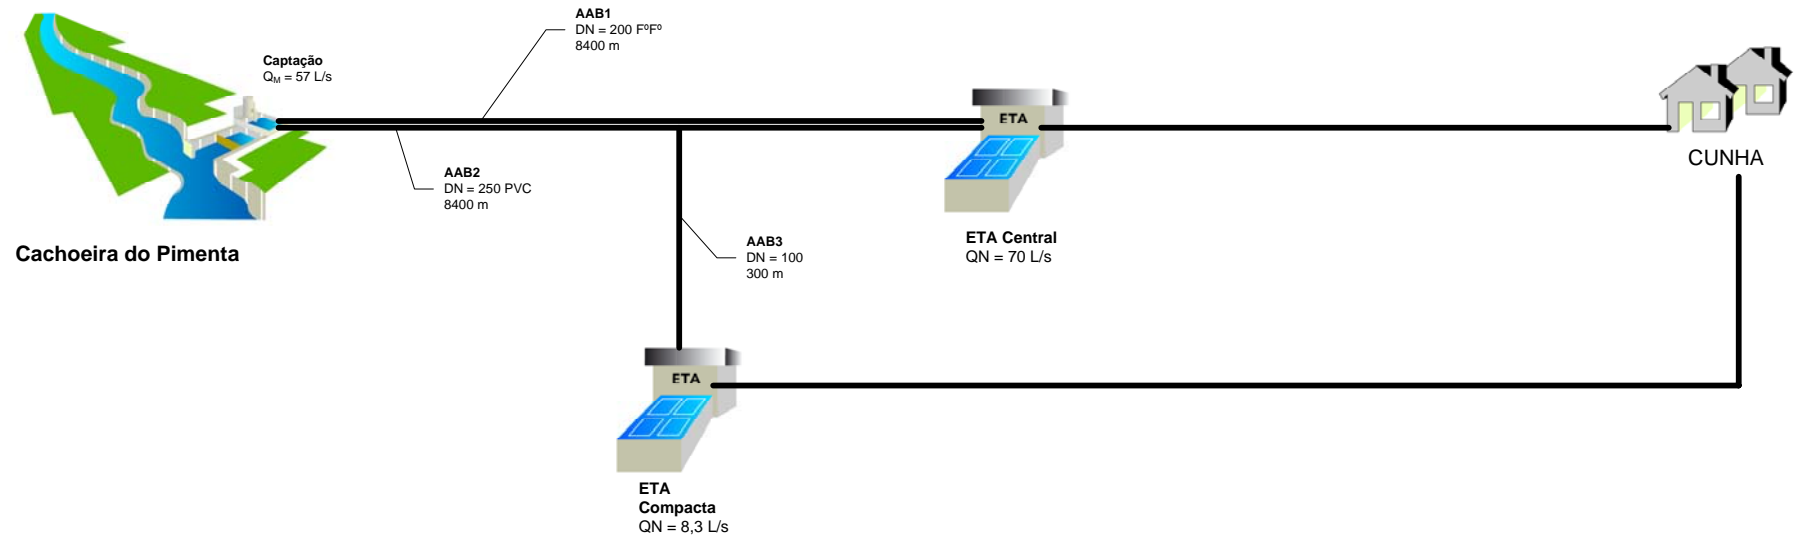 AAB1
DN = 200 FºFº
8400 m
Captação
QM = 57 L/s
ETA
CUNHA
AAB2
DN = 250 PVC
8400 m
Cachoeira do Pimenta
AAB3
DN = 100
300 m
ETA Central
QN = 70 L/s
ETA
ETA
Compacta
QN = 8,3 L/s